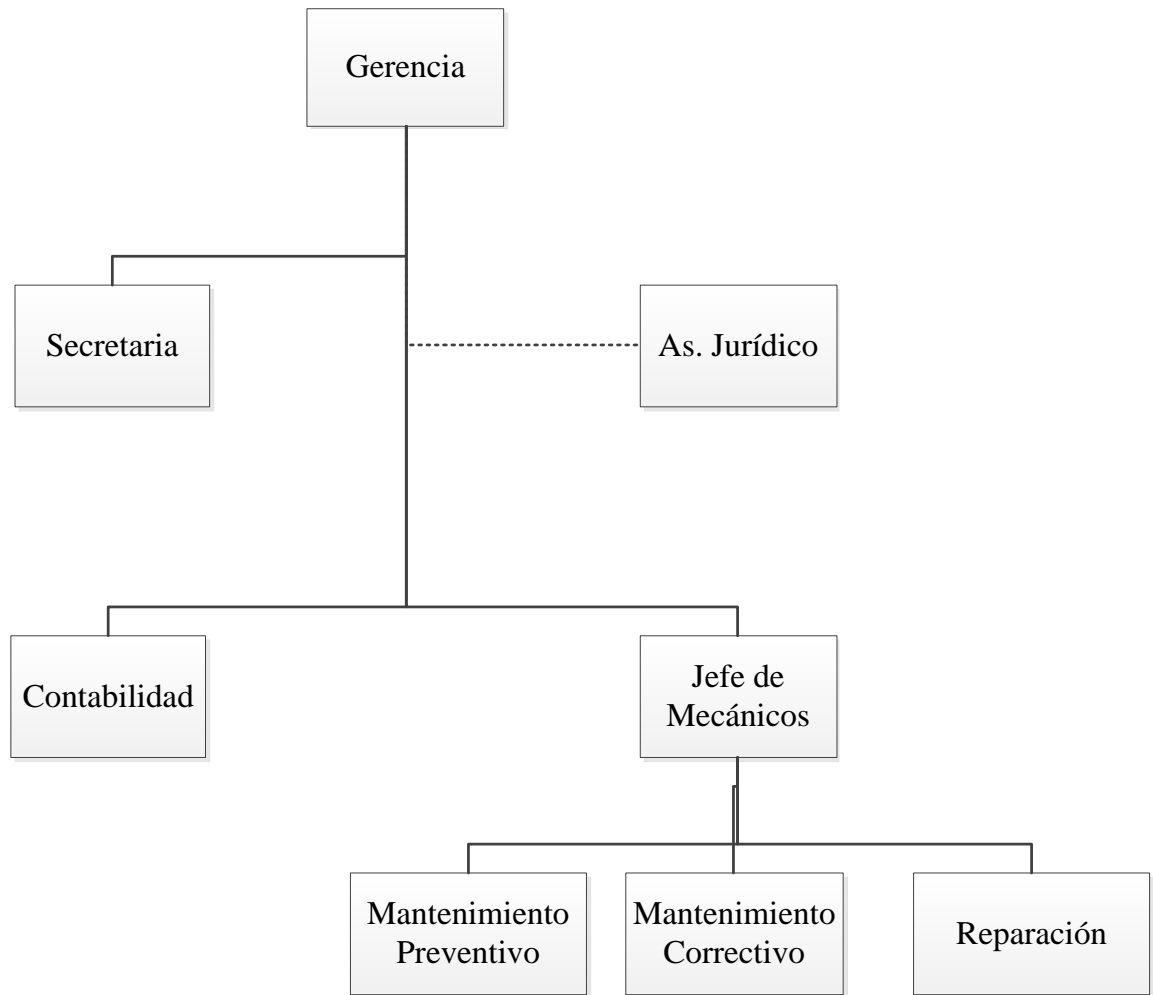 Gerencia
Secretaria
As. Jurídico
Contabilidad
Jefe de
Mecánicos
Mantenimiento
Preventivo
Mantenimiento
Correctivo
Reparación